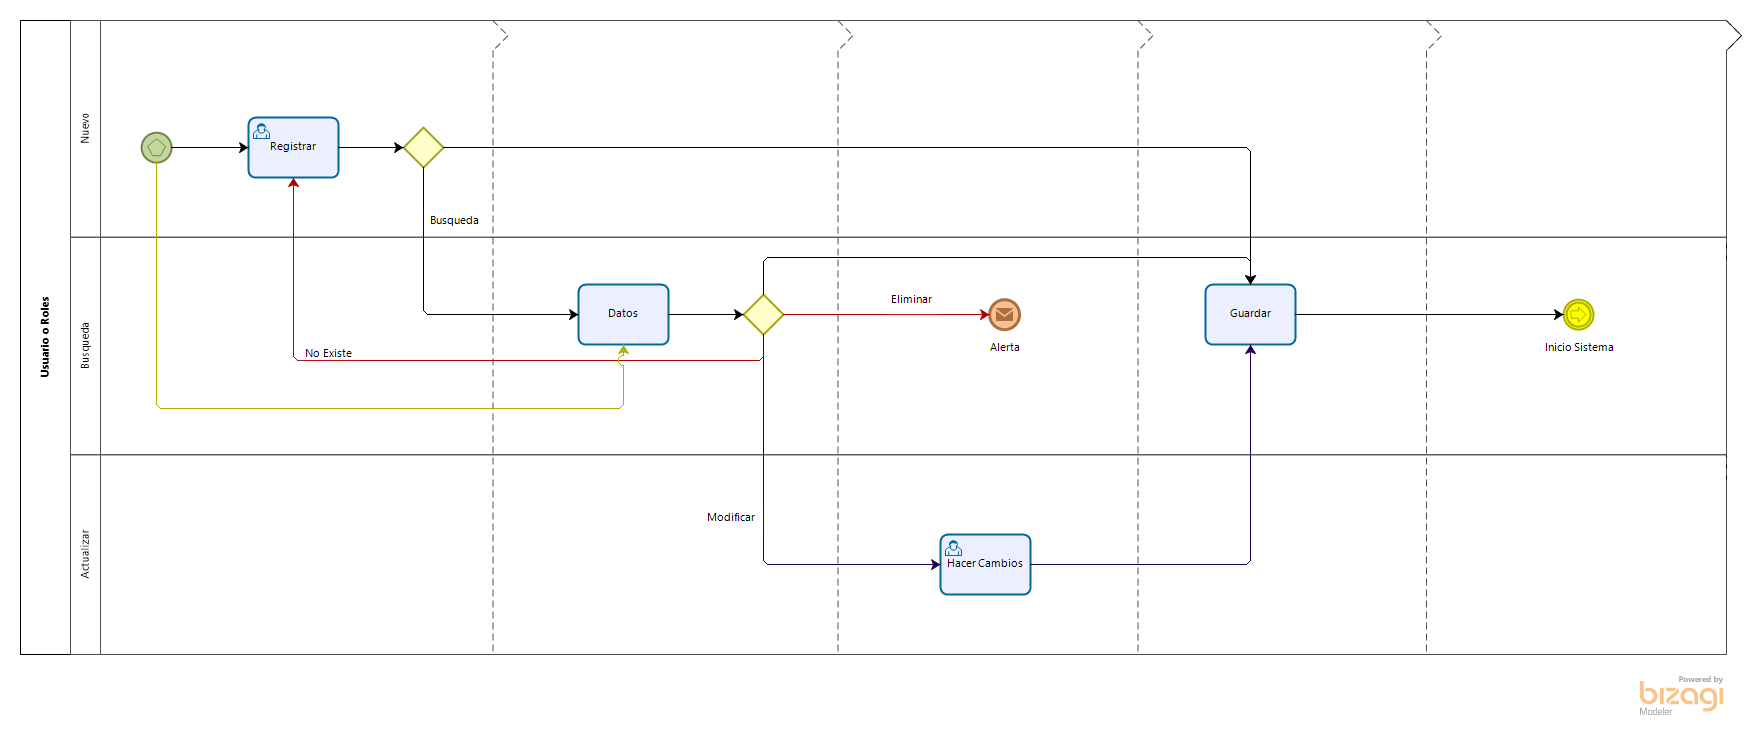 Usuario o Roles
Nuevo
Registrar
Busqueda
Busqueda
Datos
Eliminar
Alerta
Guardar
Inicio Sistema
No Existe
Actualizar
Modificar
Hacer Cambios
Powered by
bizagi
Modeler